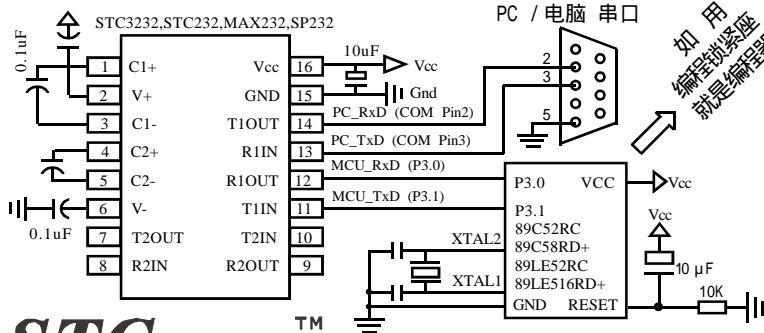 STC3232,STC232,MAX232,SP232
PC / 电脑 串口
如 用
编程锁紧座
就是编程器
0.1uF
10uF
1 C1+ Vcc 16 Vcc
2 V+ GND 15 Gnd
3 C1- T1OUT 14 PC_RxD (COM Pin2)
4 C2+ R1IN 13 PC_TxD (COM Pin3)
5 C2- R1OUT 12 MCU_RxD (P3.0)
6 V- T1IN 11 MCU_TxD (P3.1)
7 T2OUT T2IN 10
8 R2IN R2OUT 9
0.1uF
2
3
5
P3.0 VCC Vcc
P3.1
89C52RC
89C58RD+
89LE52RC
89LE516RD+
GND RESET
XTAL2
XTAL1
Vcc
10 μF
10K
STC TM